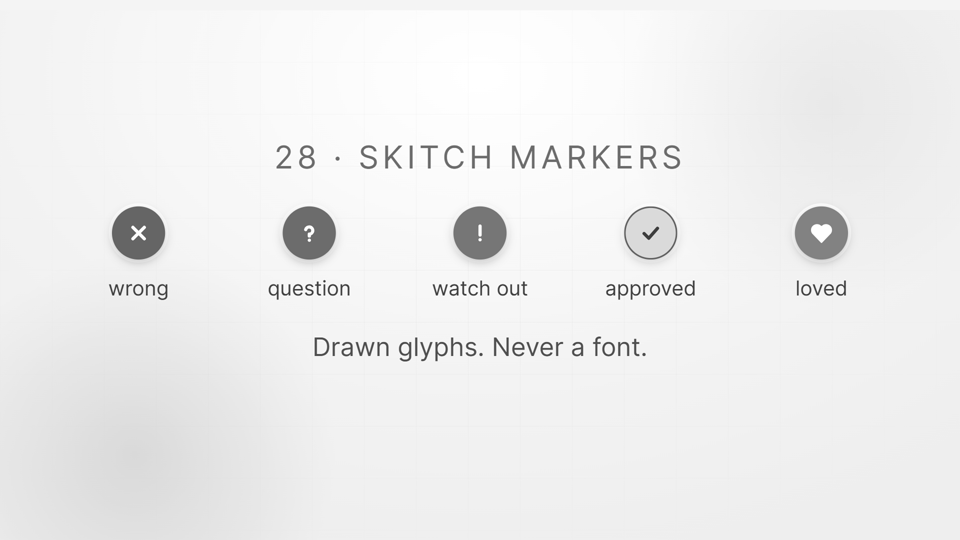 28 · SKITCH MARKERS
? !
wrong question watch out approved loved
Drawn glyphs. Never a font.